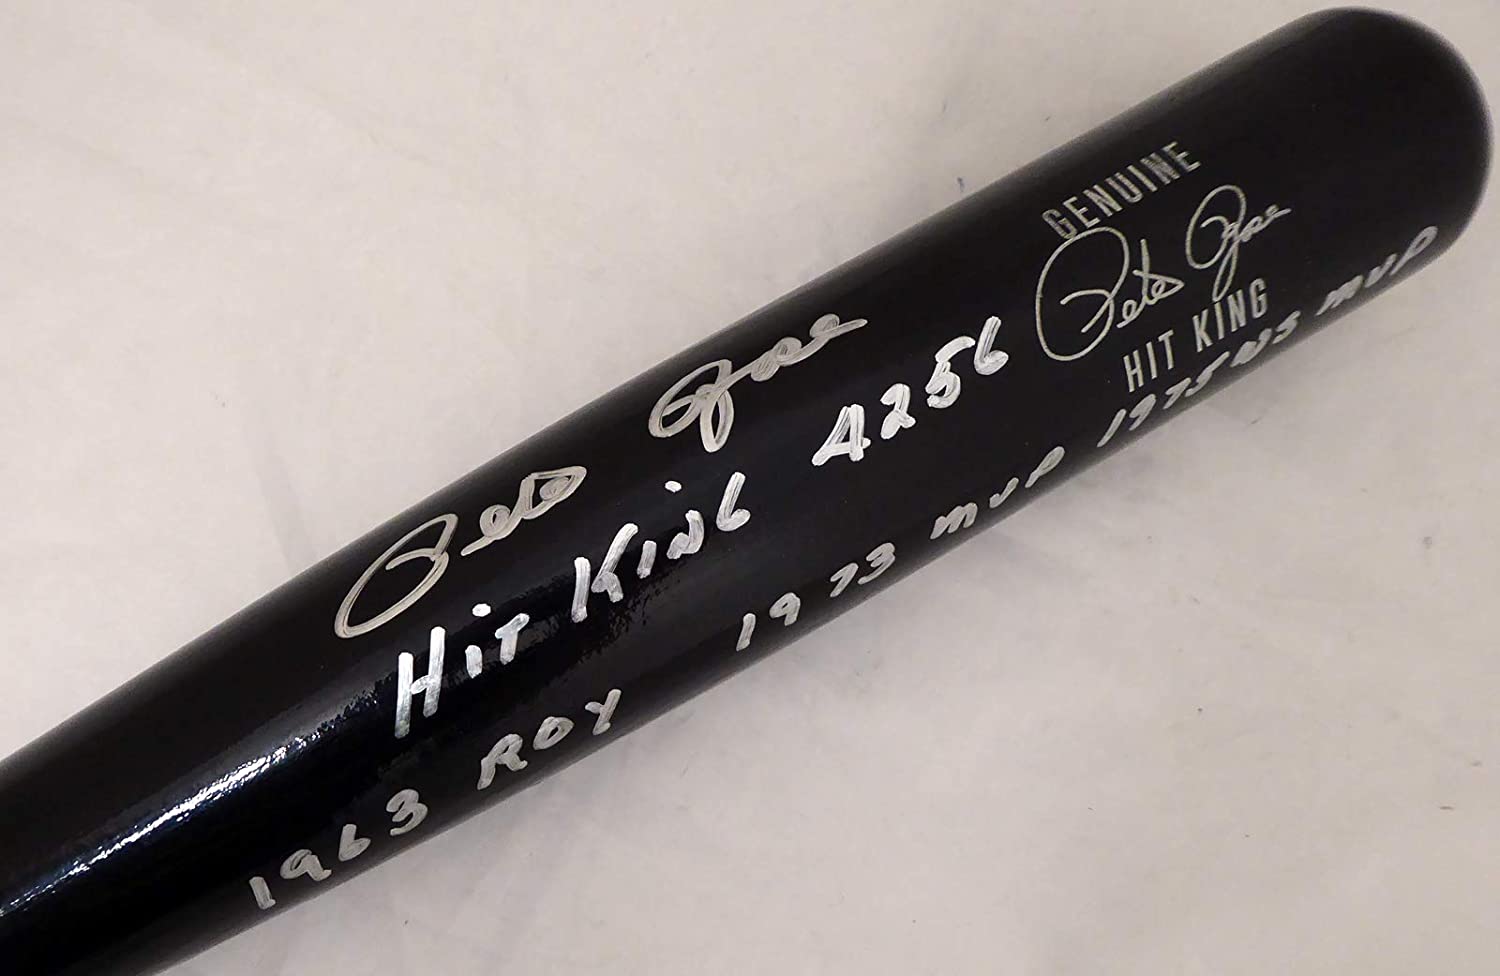 GENUINE
Pete Rose
HIT KING
Pete Rose
Hit King 4256
1963 ROY 1973 MVP 1975 WS MVP